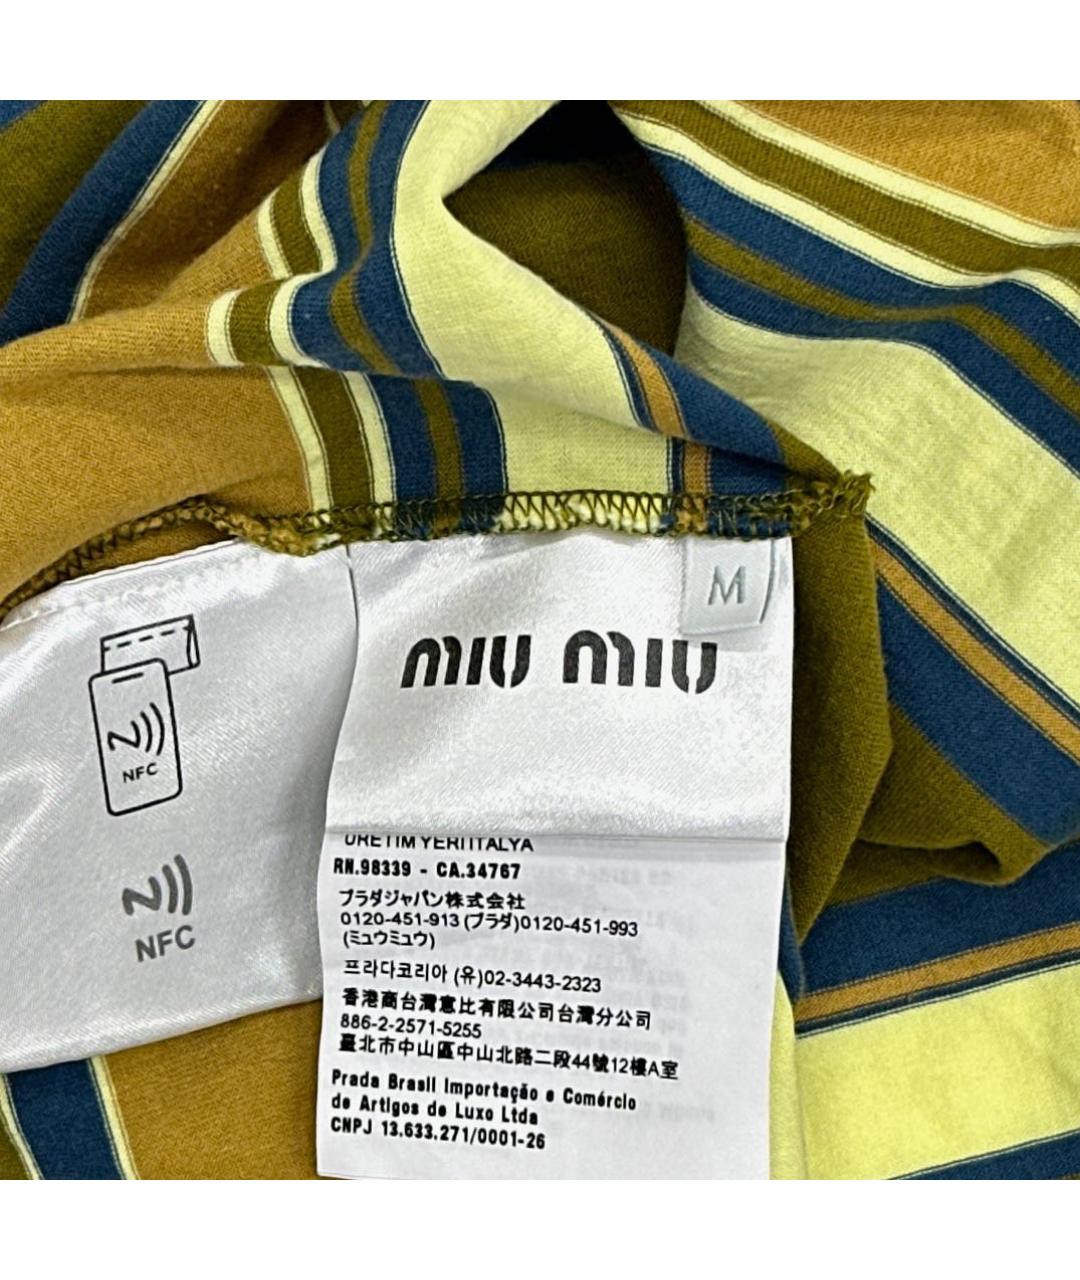 M
miu miu
NFC
NFC
ÜRETİM YERİ İTALYA
RN.98339 - CA.34767
プラダジャパン株式会社
0120-451-913 (プラダ)0120-451-993
(ミュウミュウ)
프라다코리아 (유)02-3443-2323
香港商台灣意比有限公司台灣分公司
886-2-2571-5255
臺北市中山區中山北路二段44號12樓A室
Prada Brasil Importação e Comércio
de Artigos de Luxo Ltda
CNPJ 13.633.271/0001-26